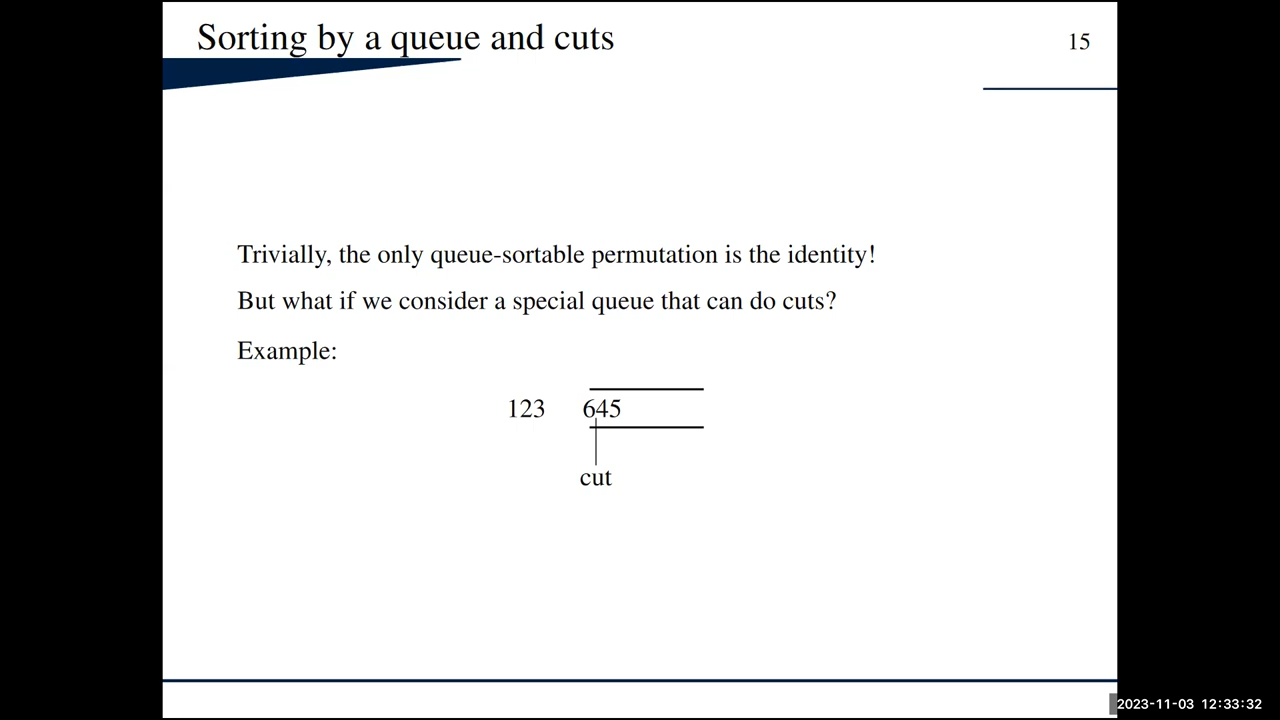 Sorting by a queue and cuts
15
Trivially, the only queue-sortable permutation is the identity!
But what if we consider a special queue that can do cuts?
Example:
123 645
cut
2023-11-03 12:33:32